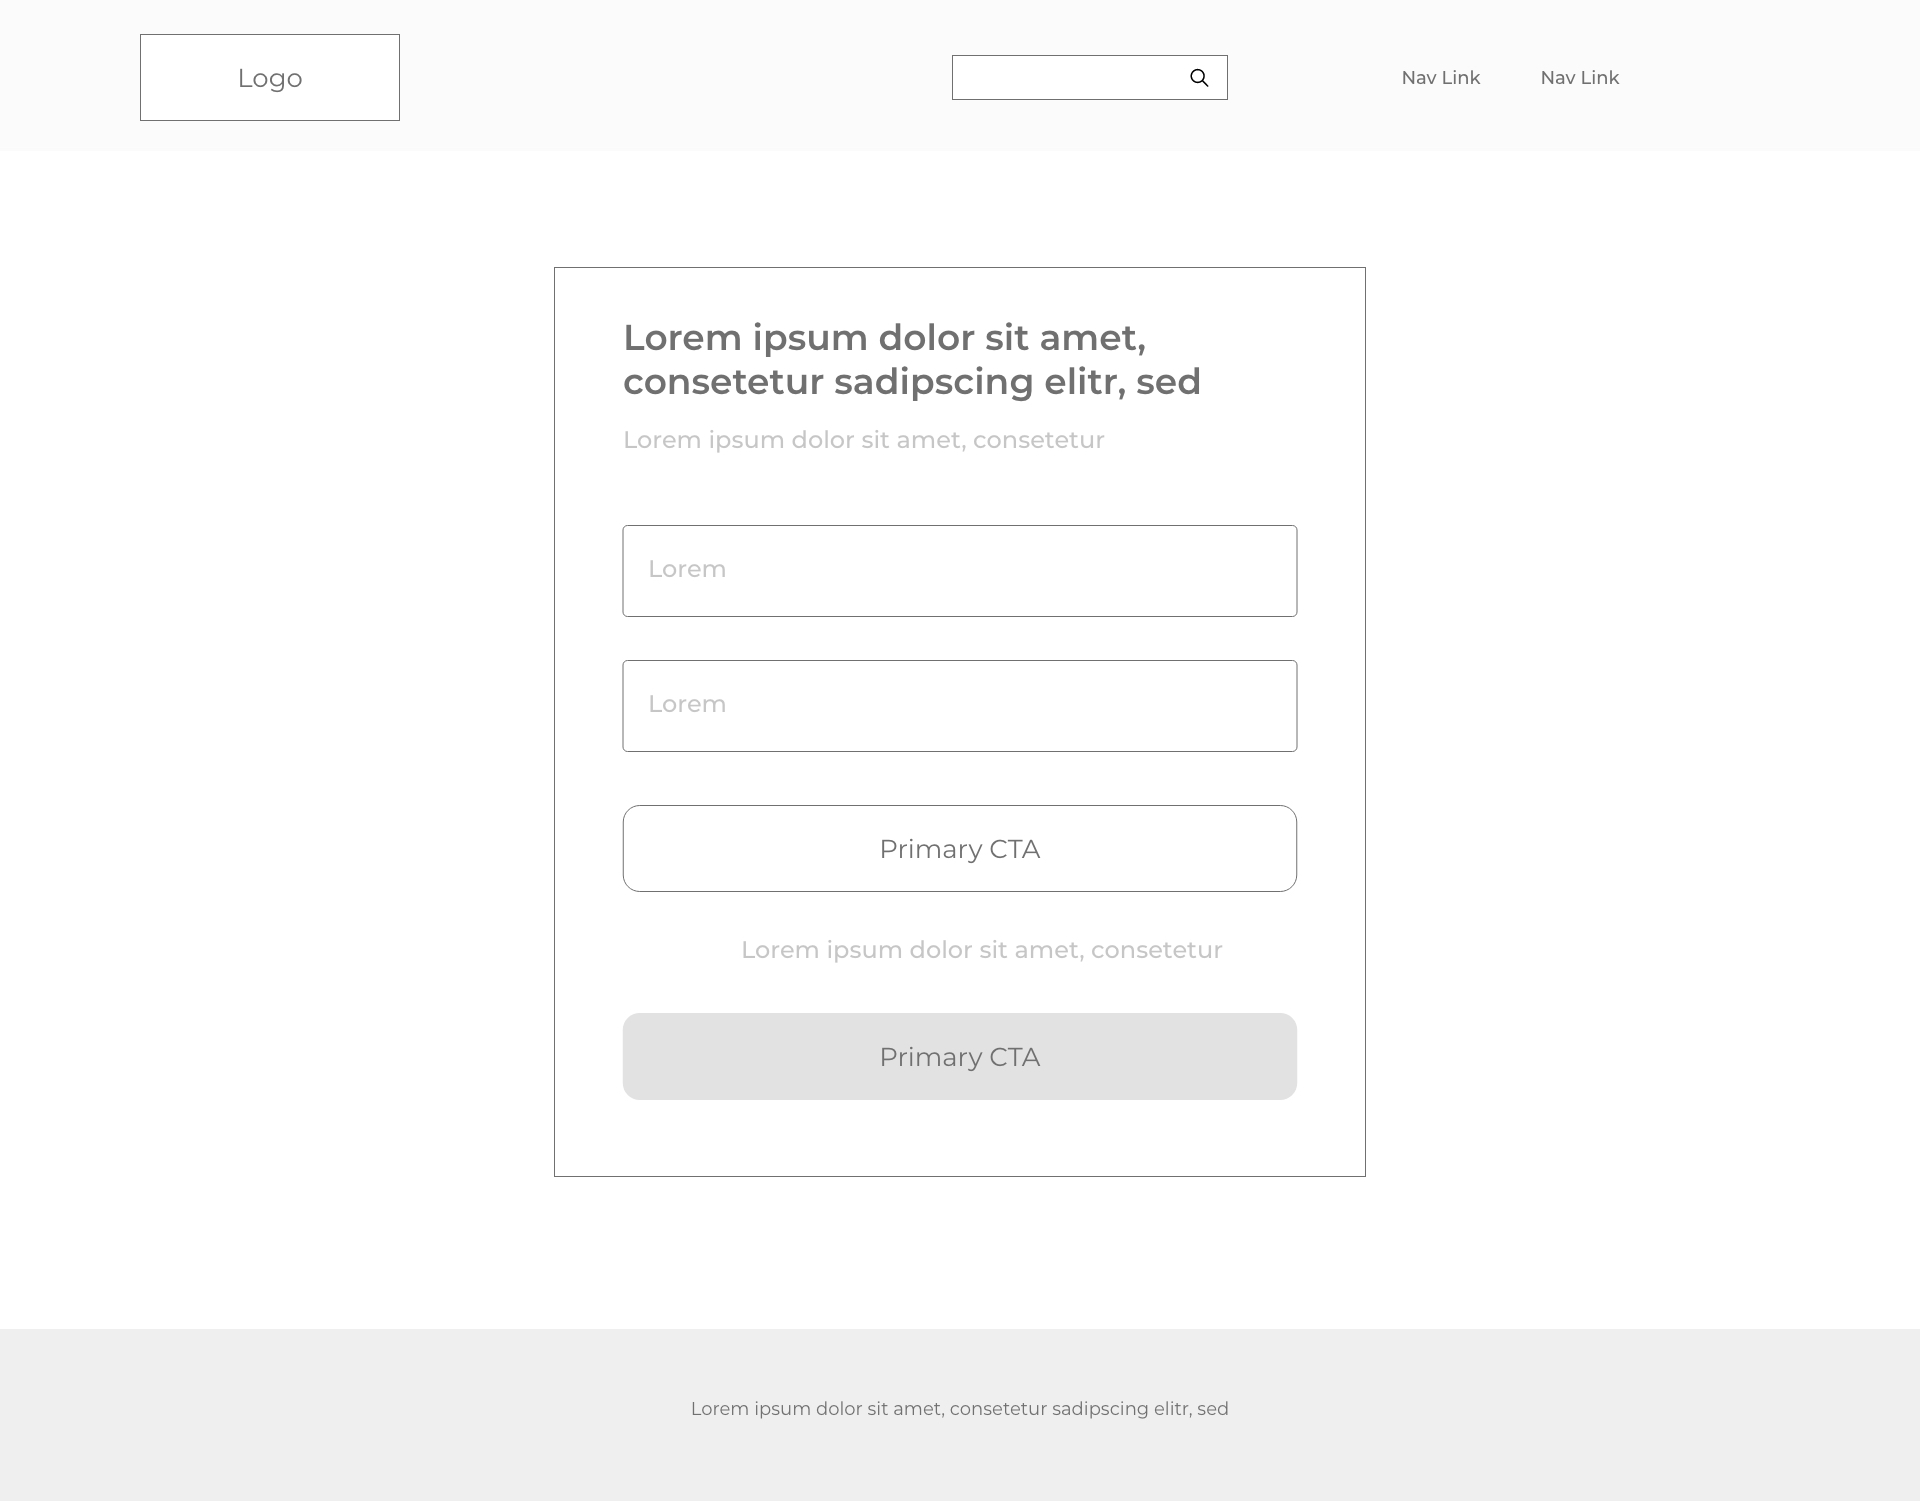 Logo
Nav Link
Nav Link
Lorem ipsum dolor sit amet,
consetetur sadipscing elitr, sed
Lorem ipsum dolor sit amet, consetetur
Lorem
Lorem
Primary CTA
Lorem ipsum dolor sit amet, consetetur
Primary CTA
Lorem ipsum dolor sit amet, consetetur sadipscing elitr, sed